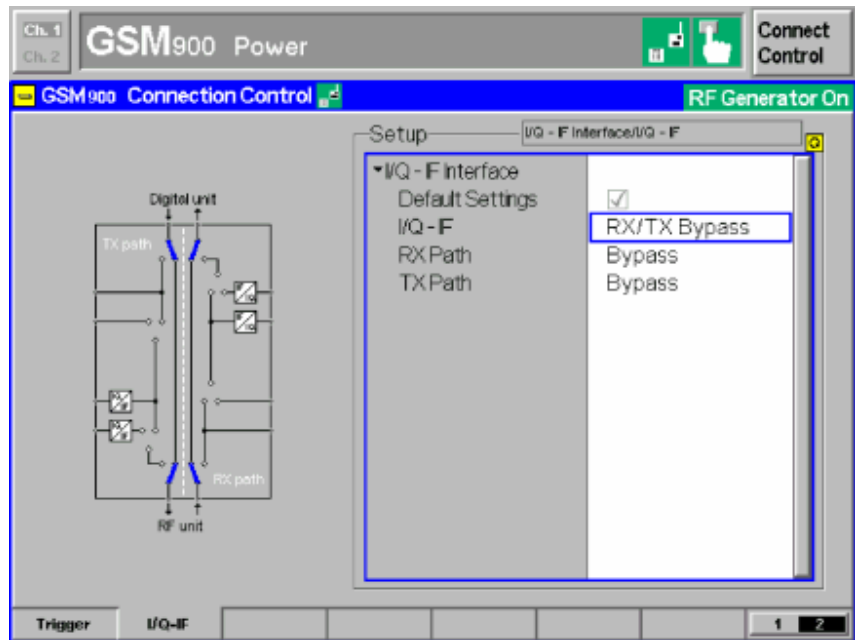 Ch. 1
Ch. 2
GSM900 Power
Connect
Control
GSM900 Connection Control
RF Generator On
Setup
I/Q - IF Interface/I/Q - IF
I/Q - IF Interface
Default Settings
I/Q - IF RX/TX Bypass
RX Path Bypass
TX Path Bypass
Digital unit
TX path
RX path
RF unit
Trigger I/Q-IF 1 2